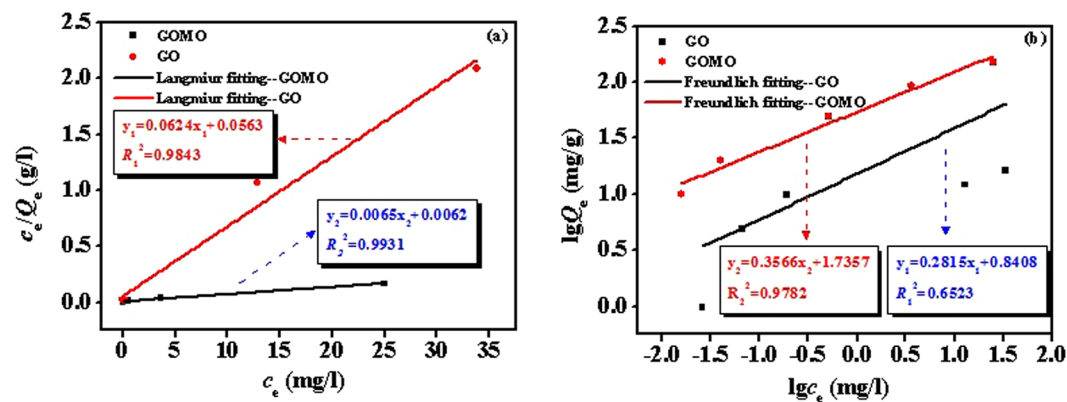 (a)
GOMO
GO
Langmiur fitting--GOMO
Langmiur fitting--GO
y₁=0.0624x₁+0.0563
R₁²=0.9843
y₂=0.0065x₂+0.0062
R₂²=0.9931
2.5
2.0
1.5
1.0
0.5
0.0
cₑ/Qₑ (g/l)
0 5 10 15 20 25 30 35
cₑ (mg/l)
(b)
GO
GOMO
Freundlich fitting--GO
Freundlich fitting--GOMO
y₂=0.3566x₂+1.7357
R₂²=0.9782
y₁=0.2815x₁+0.8408
R₁²=0.6523
2.5
2.0
1.5
1.0
0.5
0.0
lgQₑ (mg/g)
-2.0 -1.5 -1.0 -0.5 0.0 0.5 1.0 1.5 2.0
lgcₑ (mg/l)